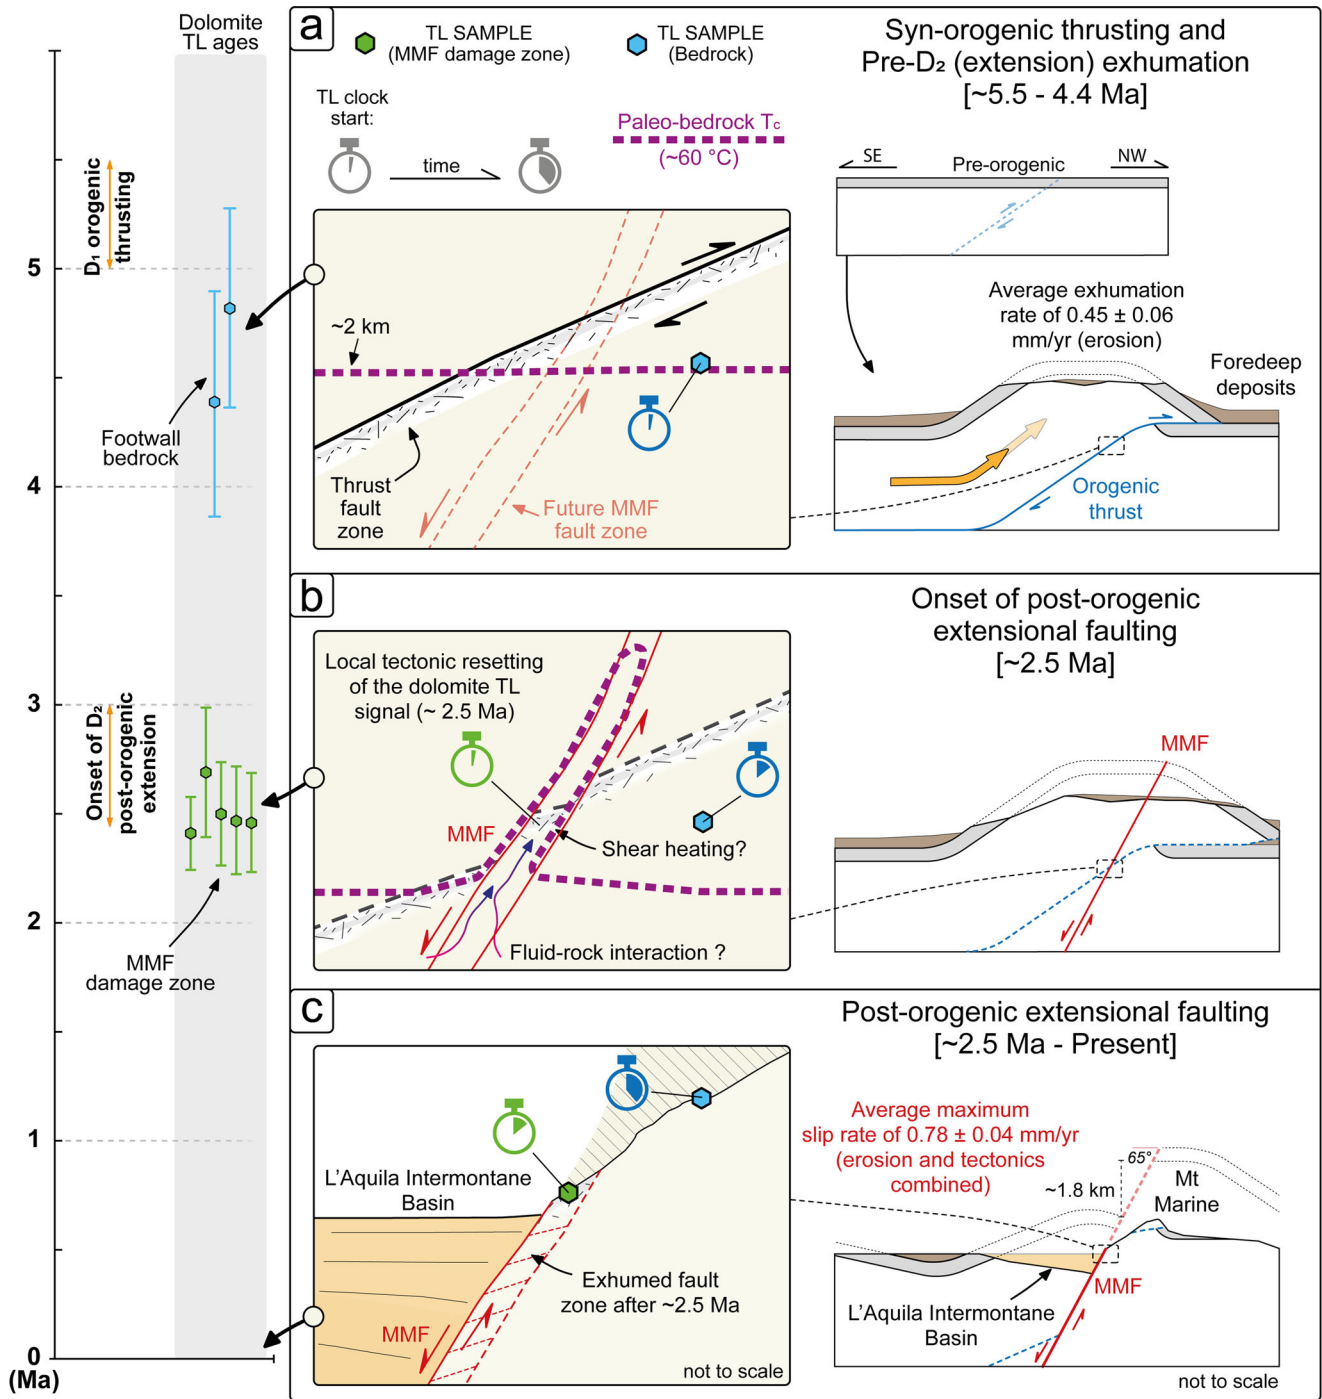 Dolomite
TL ages
D₁ orogenic
thrusting
5
Footwall
bedrock
4
3
Onset of D₂
post-orogenic
extension
2
MMF
damage zone
1
0
(Ma)
a
TL SAMPLE
(MMF damage zone)
TL SAMPLE
(Bedrock)
TL clock
start:
time
Paleo-bedrock Tc
(~60 °C)
~2 km
Thrust
fault
zone
Future MMF
fault zone
Syn-orogenic thrusting and
Pre-D₂ (extension) exhumation
[~5.5 - 4.4 Ma]
SE
Pre-orogenic
NW
Average exhumation
rate of 0.45 ± 0.06
mm/yr (erosion)
Foredeep
deposits
Orogenic
thrust
b
Local tectonic resetting
of the dolomite TL
signal (~ 2.5 Ma)
MMF
Shear heating?
Fluid-rock interaction ?
Onset of post-orogenic
extensional faulting
[~2.5 Ma]
MMF
c
L'Aquila Intermontane
Basin
Exhumed fault
zone after ~2.5 Ma
MMF
not to scale
Post-orogenic extensional faulting
[~2.5 Ma - Present]
Average maximum
slip rate of 0.78 ± 0.04 mm/yr
(erosion and tectonics
combined)
65°
~1.8 km
Mt
Marine
MMF
L'Aquila Intermontane
Basin
not to scale